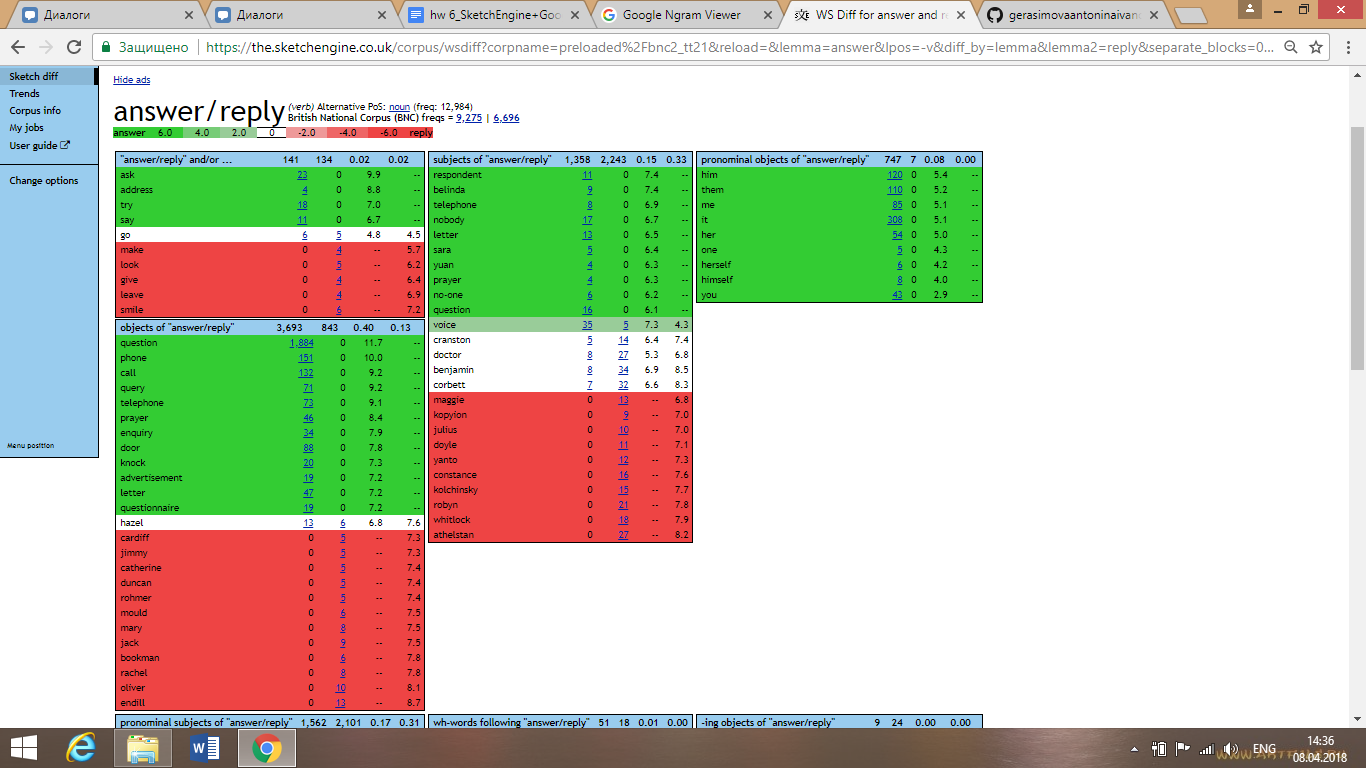 Диалоги
Диалоги
hw 6_SketchEngine+Goo
Google Ngram Viewer
WS Diff for answer and re
gerasimovaantoninaivan
Защищено
https://the.sketchengine.co.uk/corpus/wsdiff?corpname=preloaded%2Fbnc2_tt21&reload=&lemma=answer&lpos=-v&diff_by=lemma&lemma2=reply&separate_blocks=0...
Sketch diff
Trends
Corpus info
My jobs
User guide
Change options
Menu position
Hide ads
answer/reply (verb) Alternative PoS: noun (freq: 12,984)
British National Corpus (BNC) freqs = 9,275 | 6,696
answer 6.0 4.0 2.0 0 -2.0 -4.0 -6.0 reply
"answer/reply" and/or ... 141 134 0.02 0.02
ask 23 0 9.9 --
address 4 0 8.8 --
try 18 0 7.0 --
say 11 0 6.7 --
go 6 5 4.8 4.5
make 0 4 -- 5.7
look 0 5 -- 6.2
give 0 4 -- 6.4
leave 0 4 -- 6.9
smile 0 6 -- 7.2
objects of "answer/reply" 3,693 843 0.40 0.13
question 1,884 0 11.7 --
phone 151 0 10.0 --
call 132 0 9.2 --
query 71 0 9.2 --
telephone 73 0 9.1 --
prayer 46 0 8.4 --
enquiry 34 0 7.9 --
door 88 0 7.8 --
knock 20 0 7.3 --
advertisement 19 0 7.2 --
letter 47 0 7.2 --
questionnaire 19 0 7.2 --
hazel 13 6 6.8 7.6
cardiff 0 5 -- 7.3
jimmy 0 5 -- 7.3
catherine 0 5 -- 7.4
duncan 0 5 -- 7.4
rohmer 0 5 -- 7.4
mould 0 6 -- 7.5
mary 0 8 -- 7.5
jack 0 9 -- 7.5
bookman 0 6 -- 7.8
rachel 0 8 -- 7.8
oliver 0 10 -- 8.1
endill 0 13 -- 8.7
subjects of "answer/reply" 1,358 2,243 0.15 0.33
respondent 11 0 7.4 --
belinda 9 0 7.4 --
telephone 8 0 6.9 --
nobody 17 0 6.7 --
letter 13 0 6.5 --
sara 5 0 6.4 --
yuan 4 0 6.3 --
prayer 4 0 6.3 --
no-one 6 0 6.2 --
question 16 0 6.1 --
voice 35 5 7.3 4.3
cranston 5 14 6.4 7.4
doctor 8 27 5.3 6.8
benjamin 8 34 6.9 8.5
corbett 7 32 6.6 8.3
maggie 0 13 -- 6.8
kopyion 0 9 -- 7.0
julius 0 10 -- 7.0
doyle 0 11 -- 7.1
yanto 0 12 -- 7.3
constance 0 16 -- 7.6
kolchinsky 0 15 -- 7.7
robyn 0 21 -- 7.8
whitlock 0 18 -- 7.9
athelstan 0 27 -- 8.2
pronominal objects of "answer/reply" 747 7 0.08 0.00
him 120 0 5.4 --
them 110 0 5.2 --
me 85 0 5.1 --
it 308 0 5.1 --
her 54 0 5.0 --
one 5 0 4.3 --
herself 6 0 4.2 --
himself 8 0 4.0 --
you 43 0 2.9 --
pronominal subjects of "answer/reply" 1,562 2,101 0.17 0.31
wh-words following "answer/reply" 51 18 0.01 0.00
-ing objects of "answer/reply" 9 24 0.00 0.00
ENG
14:36
08.04.2018